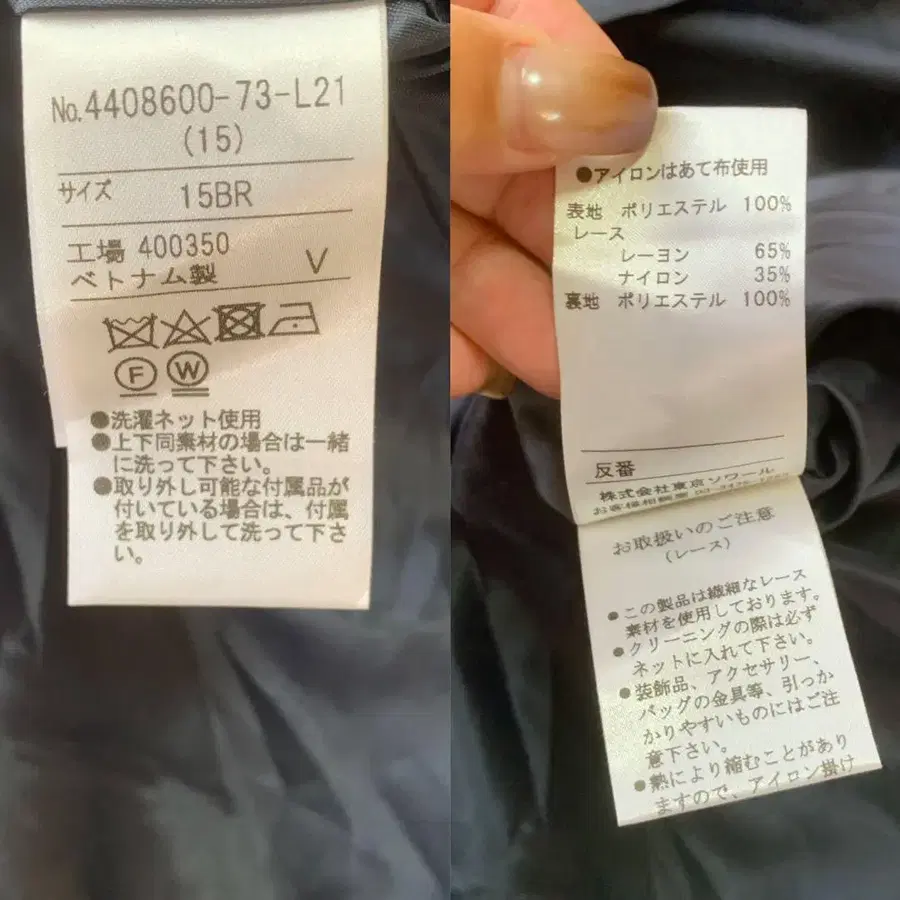 No.4408600-73-L21
(15)
サイズ 15BR
工場 400350
ベトナム製 V
F W
●洗濯ネット使用
●上下同素材の場合は一緒
に洗って下さい。
●取り外し可能な付属品が
付いている場合は、付属
を取り外して洗って下さ
い。
●アイロンはあて布使用
表地 ポリエステル 100%
レース
レーヨン 65%
ナイロン 35%
裏地 ポリエステル 100%
反番
株式会社東京ソワール
お客様相談室
お取扱いのご注意
(レース)
●この製品は繊細なレース
素材を使用しております。
●クリーニングの際は必ず
ネットに入れて下さい。
●装飾品、アクセサリー、
バッグの金具等、引っか
かりやすいものにはご注
意下さい。
●熱により縮むことがあり
ますので、アイロン掛け